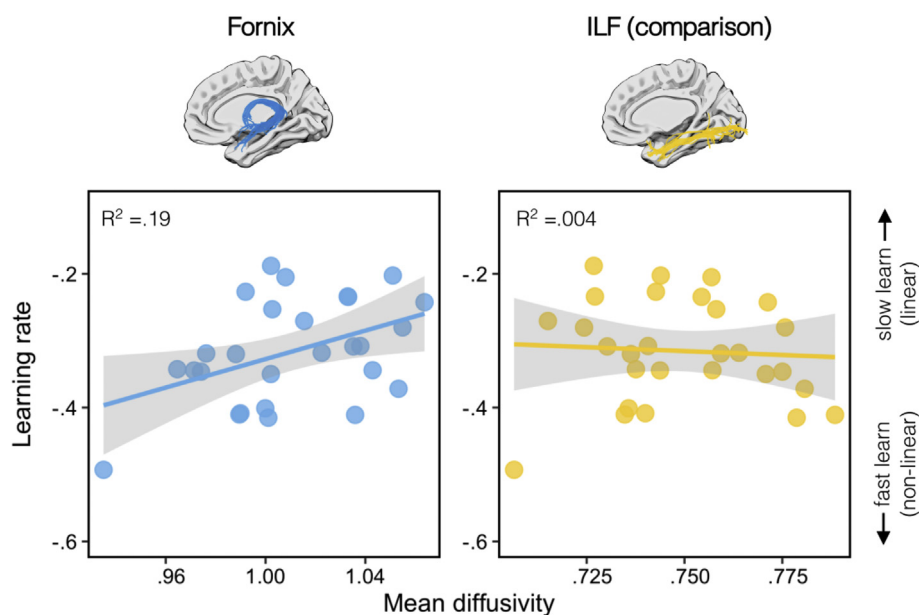 Fornix
ILF (comparison)
R² =.19
R² =.004
Learning rate
-.2
-.4
-.6
-.2
-.4
-.6
.96
1.00
1.04
.725
.750
.775
Mean diffusivity
slow learn
(linear)
fast learn
(non-linear)